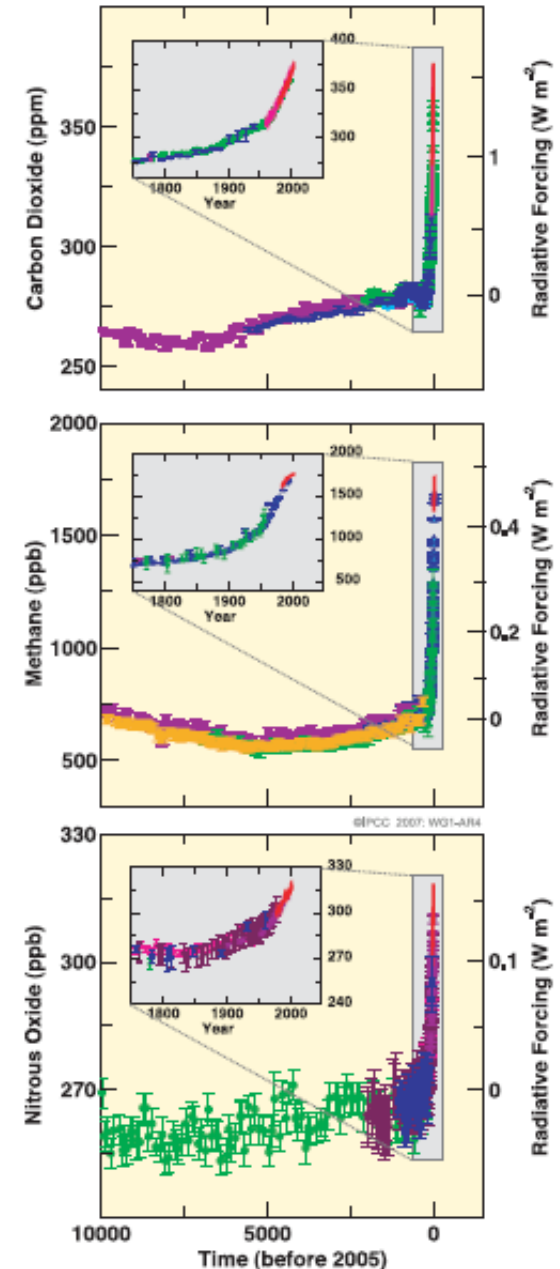 400
350
300
350
300
250
1800 1900 2000
Year
1
0
Carbon Dioxide (ppm)
Radiative Forcing (W m-2)
2000
1500
1000
500
2000
1500
1000
500
1800 1900 2000
Year
0.4
0.2
0
Methane (ppb)
Radiative Forcing (W m-2)
©IPCC 2007: WG1-AR4
330
300
270
330
300
270
240
1800 1900 2000
Year
0.1
0
Nitrous Oxide (ppb)
Radiative Forcing (W m-2)
10000 5000 0
Time (before 2005)